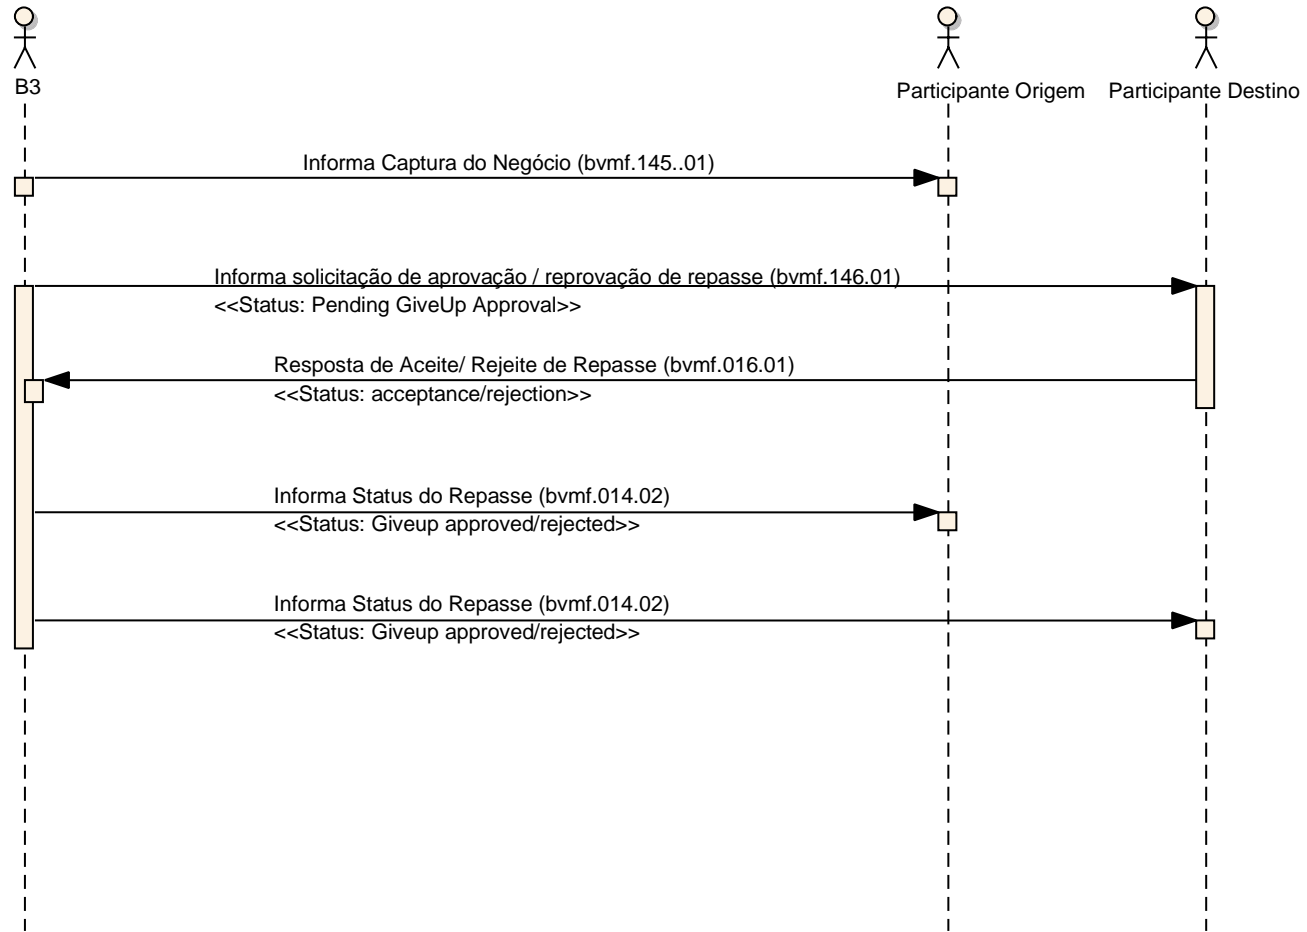 B3
Participante Origem
Participante Destino
Informa Captura do Negócio (bvmf.145..01)
Informa solicitação de aprovação / reprovação de repasse (bvmf.146.01)
<<Status: Pending GiveUp Approval>>
Resposta de Aceite/ Rejeite de Repasse (bvmf.016.01)
<<Status: acceptance/rejection>>
Informa Status do Repasse (bvmf.014.02)
<<Status: Giveup approved/rejected>>
Informa Status do Repasse (bvmf.014.02)
<<Status: Giveup approved/rejected>>